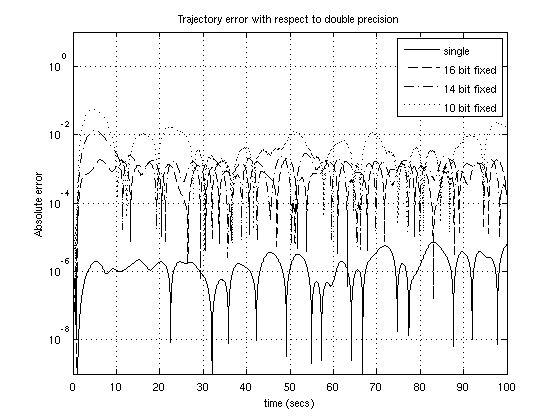 Trajectory error with respect to double precision
single
16 bit fixed
14 bit fixed
10 bit fixed
10^0
10^-2
10^-4
10^-6
10^-8
Absolute error
0 10 20 30 40 50 60 70 80 90 100
time (secs)